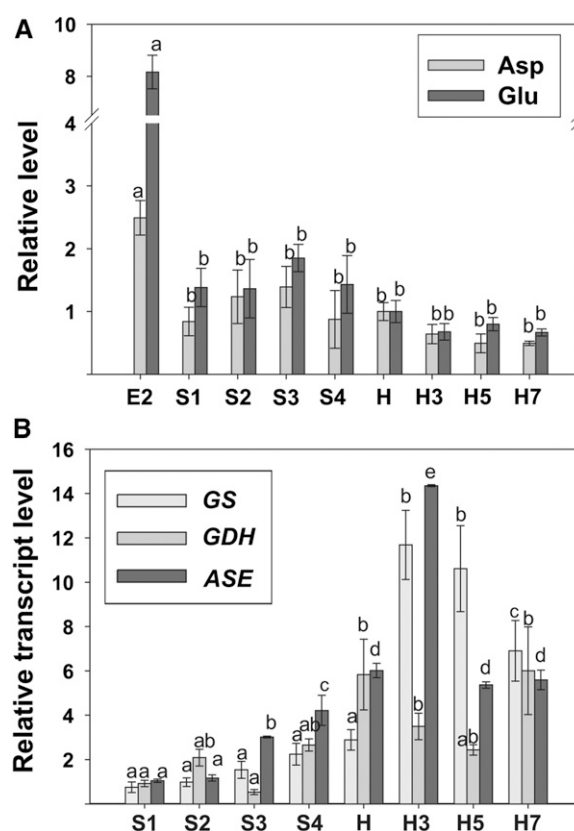 A
10
8
4
3
2
1
Relative level
Asp
Glu
a a
b b
b b
b b
b b
b b
b b
b b
b b
E2 S1 S2 S3 S4 H H3 H5 H7
B
16
14
12
10
8
6
4
2
Relative transcript level
GS
GDH
ASE
a a a
a ab a
a a b
a ab c
a b d
b b e
b ab d
c b d
S1 S2 S3 S4 H H3 H5 H7